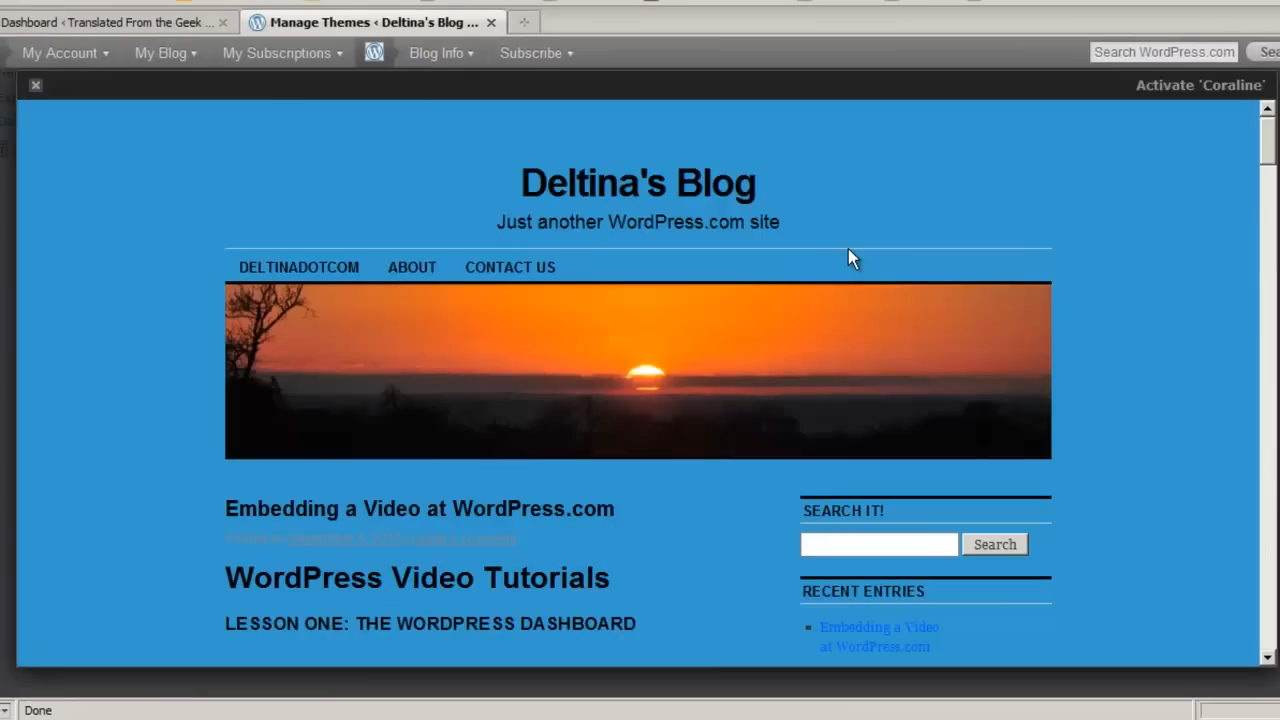 Dashboard ‹ Translated From the Geek ...
Manage Themes ‹ Deltina's Blog ...
My Account
My Blog
My Subscriptions
Blog Info
Subscribe
Search WordPress.com
Activate 'Coraline'
Deltina's Blog
Just another WordPress.com site
DELTINADOTCOM ABOUT CONTACT US
Embedding a Video at WordPress.com
WordPress Video Tutorials
LESSON ONE: THE WORDPRESS DASHBOARD
SEARCH IT!
Search
RECENT ENTRIES
Embedding a Video
at WordPress.com
Done